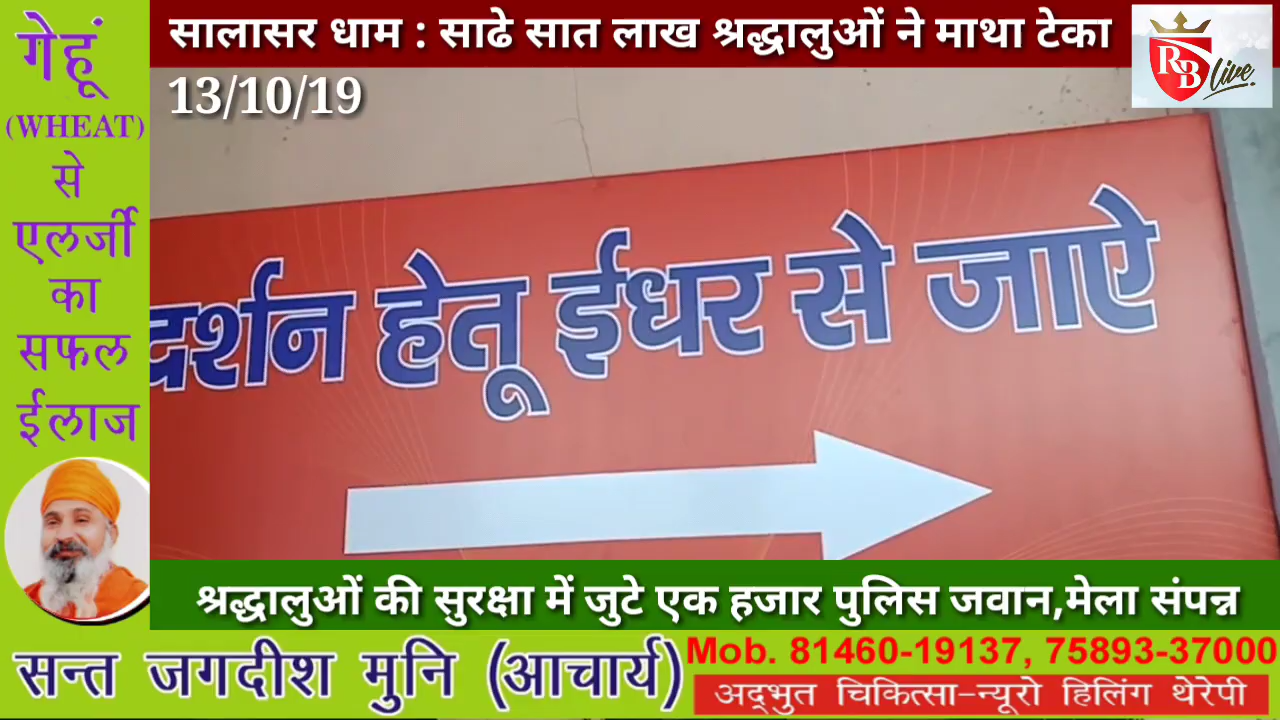 सालासर धाम : साढे सात लाख श्रद्धालुओं ने माथा टेका
RB Live
13/10/19
गेहूं
(WHEAT)
से
एलर्जी
का
सफल
ईलाज
दर्शन हेतू ईधर से जाऐ
श्रद्धालुओं की सुरक्षा में जुटे एक हजार पुलिस जवान,मेला संपन्न
सन्त जगदीश मुनि (आचार्य)
Mob. 81460-19137, 75893-37000
अद्भुत चिकित्सा-न्यूरो हिलिंग थेरेपी